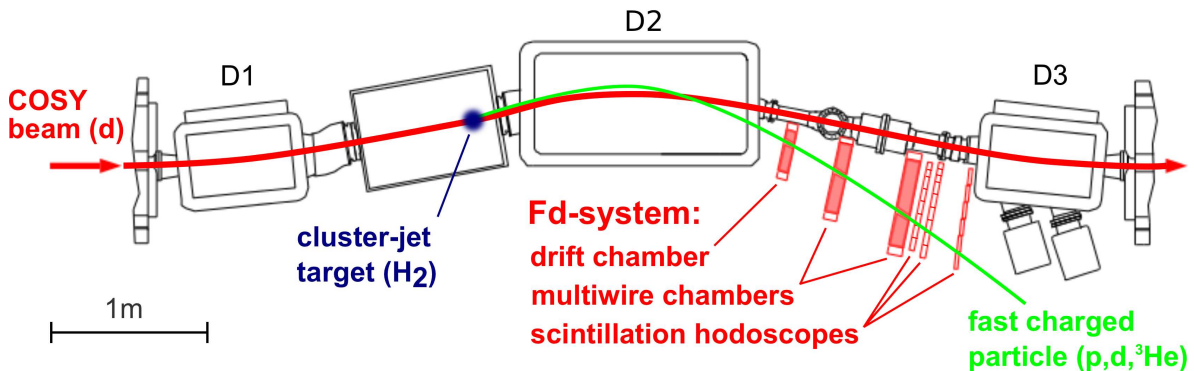 D2
D1
D3
COSY
beam (d)
cluster-jet
target (H2)
Fd-system:
drift chamber
multiwire chambers
scintillation hodoscopes
fast charged
particle (p,d,³He)
1m